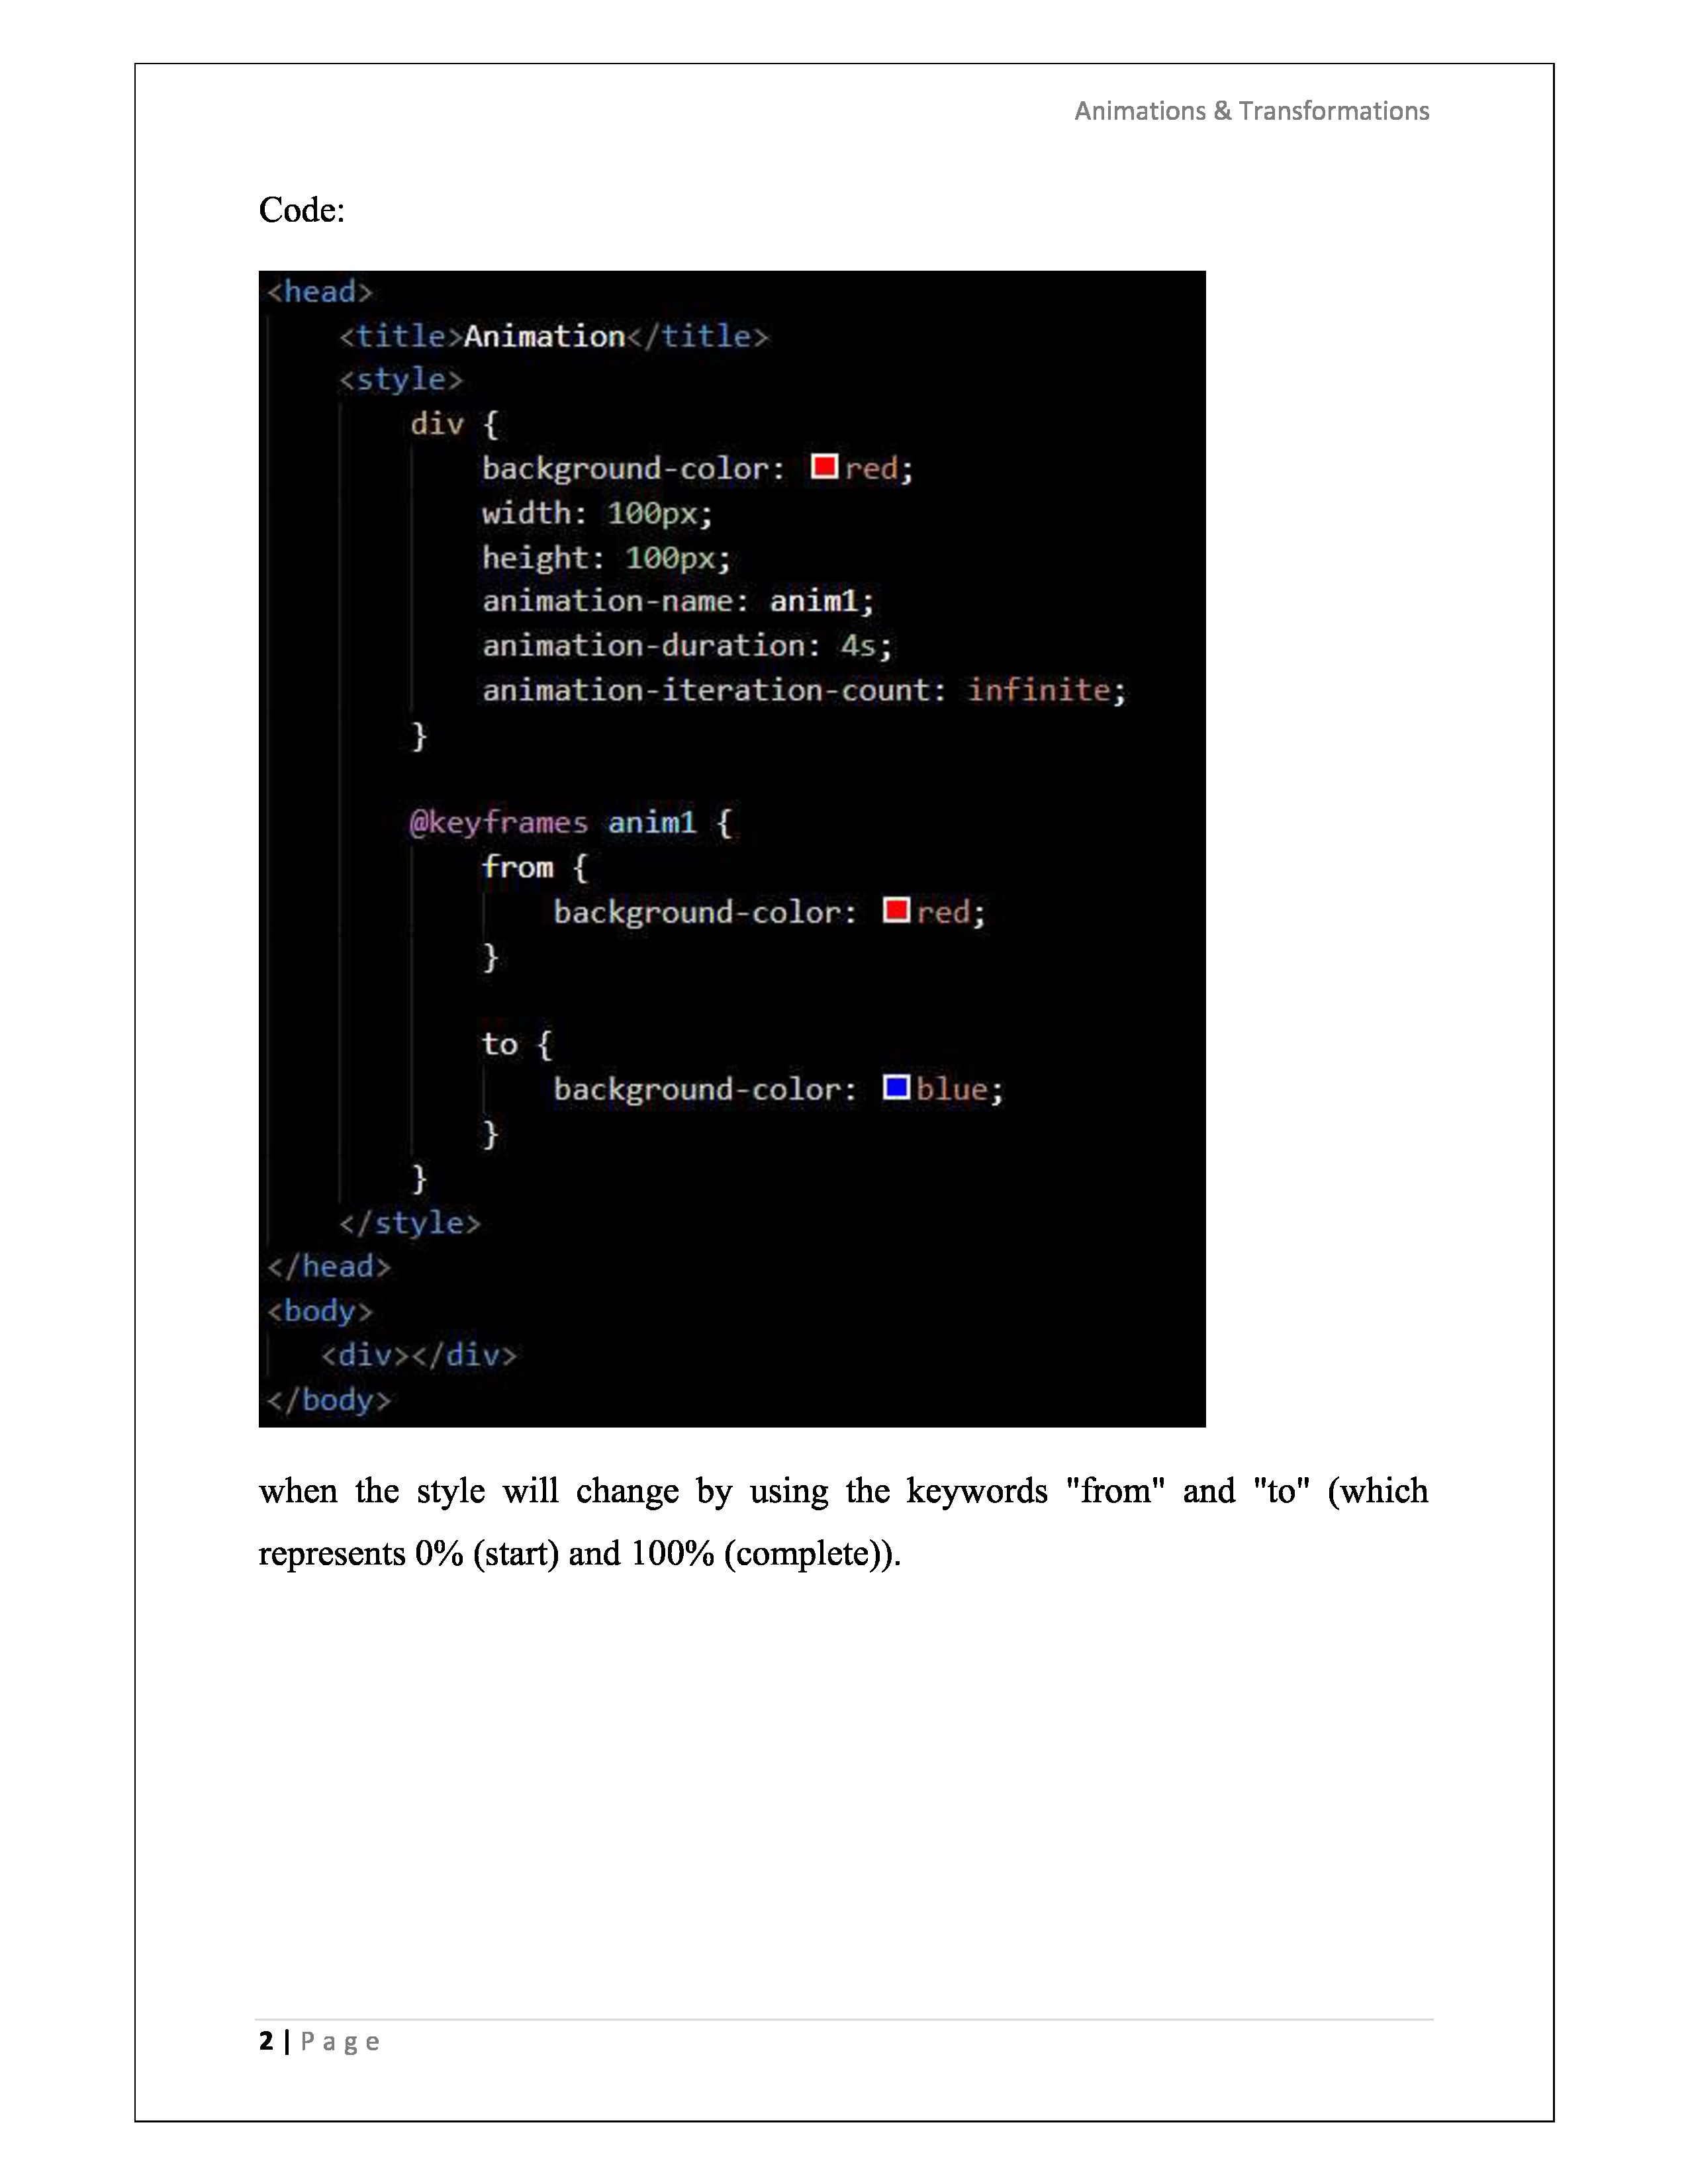 Animations & Transformations
Code:
<head>
    <title>Animation</title>
    <style>
        div {
            background-color: red;
            width: 100px;
            height: 100px;
            animation-name: anim1;
            animation-duration: 4s;
            animation-iteration-count: infinite;
        }

        @keyframes anim1 {
            from {
                background-color: red;
            }

            to {
                background-color: blue;
            }
        }
    </style>
</head>
<body>
   <div></div>
</body>
when the style will change by using the keywords "from" and "to" (which
represents 0% (start) and 100% (complete)).
2 | Page